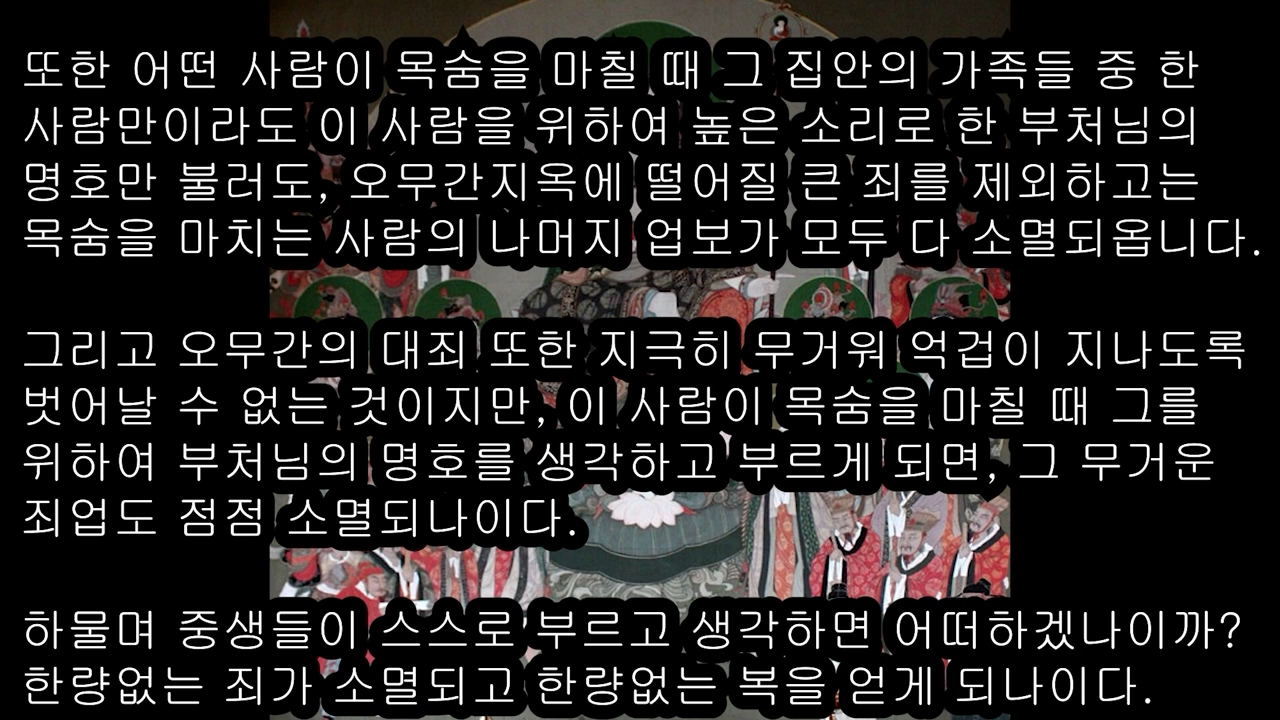 또한 어떤 사람이 목숨을 마칠 때 그 집안의 가족들 중 한
사람만이라도 이 사람을 위하여 높은 소리로 한 부처님의
명호만 불러도, 오무간지옥에 떨어질 큰 죄를 제외하고는
목숨을 마치는 사람의 나머지 업보가 모두 다 소멸되옵니다.
그리고 오무간의 대죄 또한 지극히 무거워 억겁이 지나도록
벗어날 수 없는 것이지만, 이 사람이 목숨을 마칠 때 그를
위하여 부처님의 명호를 생각하고 부르게 되면, 그 무거운
죄업도 점점 소멸되나이다.
하물며 중생들이 스스로 부르고 생각하면 어떠하겠나이까?
한량없는 죄가 소멸되고 한량없는 복을 얻게 되나이다.